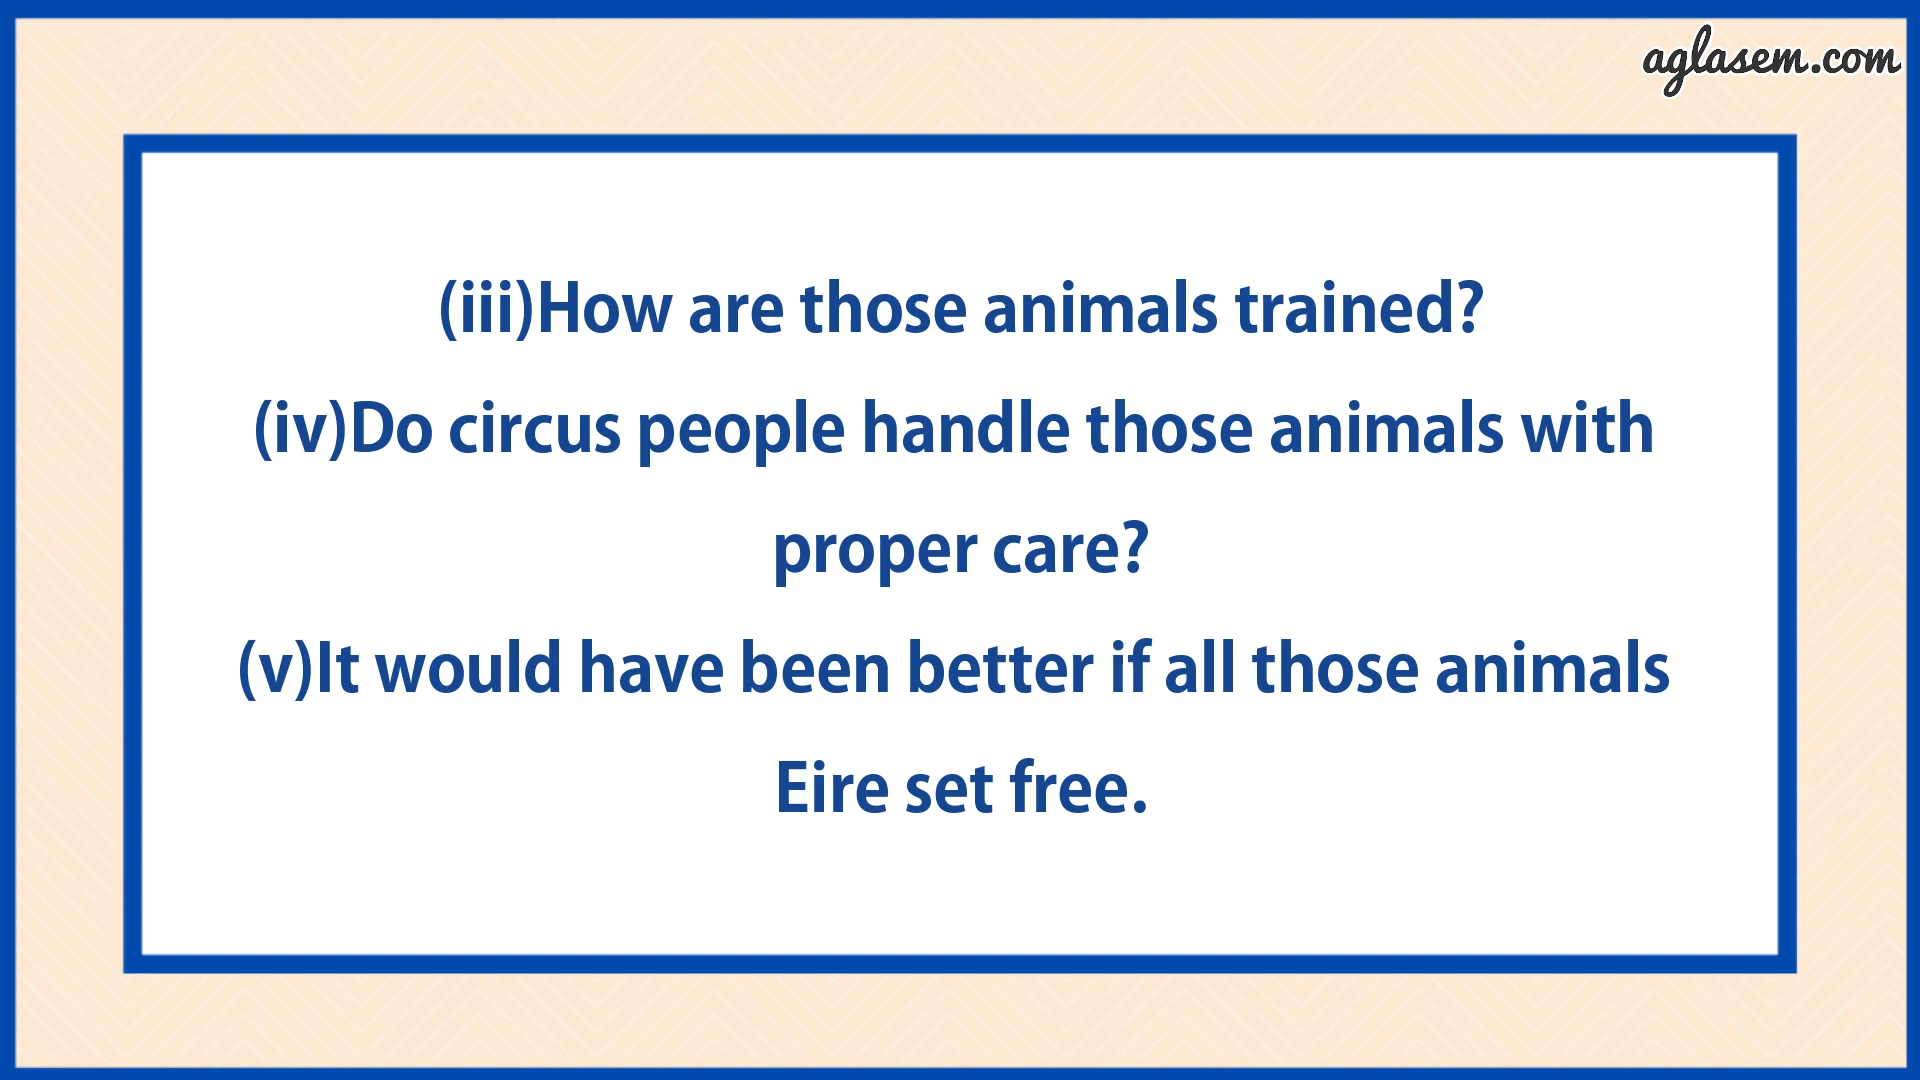 aglasem.com
(iii)How are those animals trained?
(iv)Do circus people handle those animals with
proper care?
(v)It would have been better if all those animals
Eire set free.